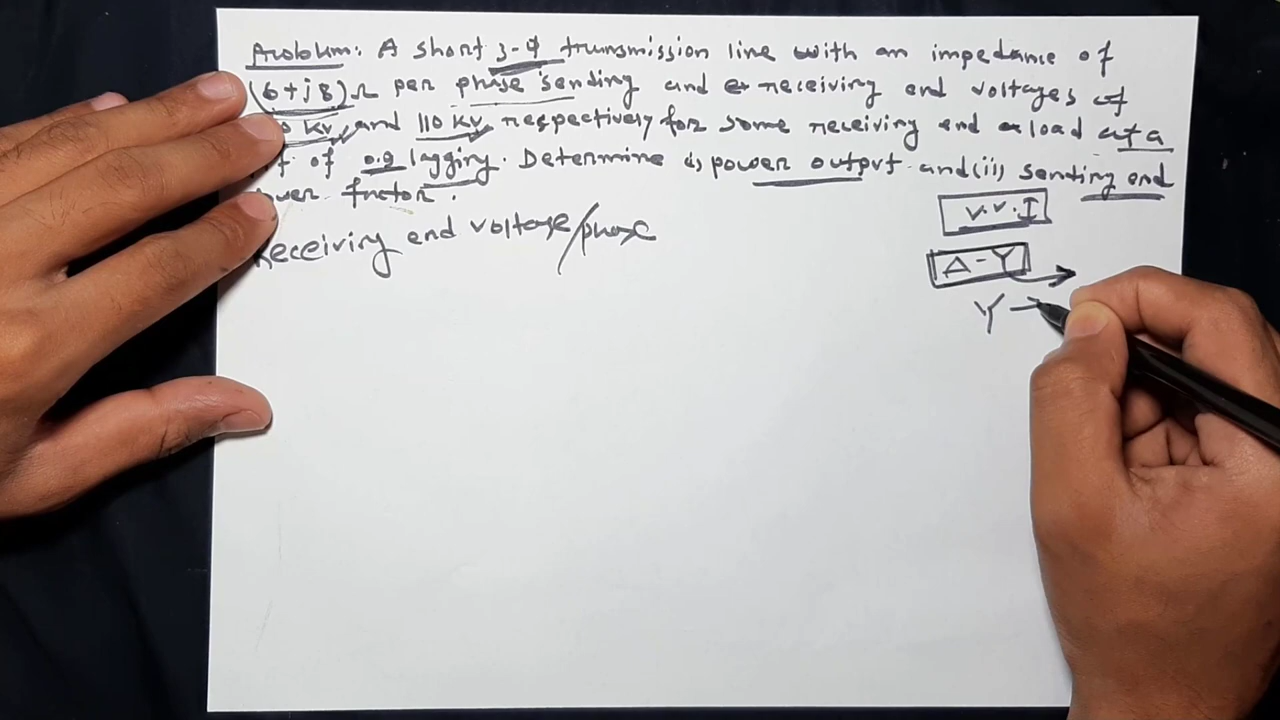 Problem: A short 3-φ transmission line with an impedance of
(6+j8)Ω per phase sending and receiving end voltages of
0 KV, and 110 KV, respectively for some receiving end load at a
of 0.9 lagging. Determine i) power output and (ii) sending end
factor.
Receiving end voltage/phase
V.V.I
Δ-Y
Y →